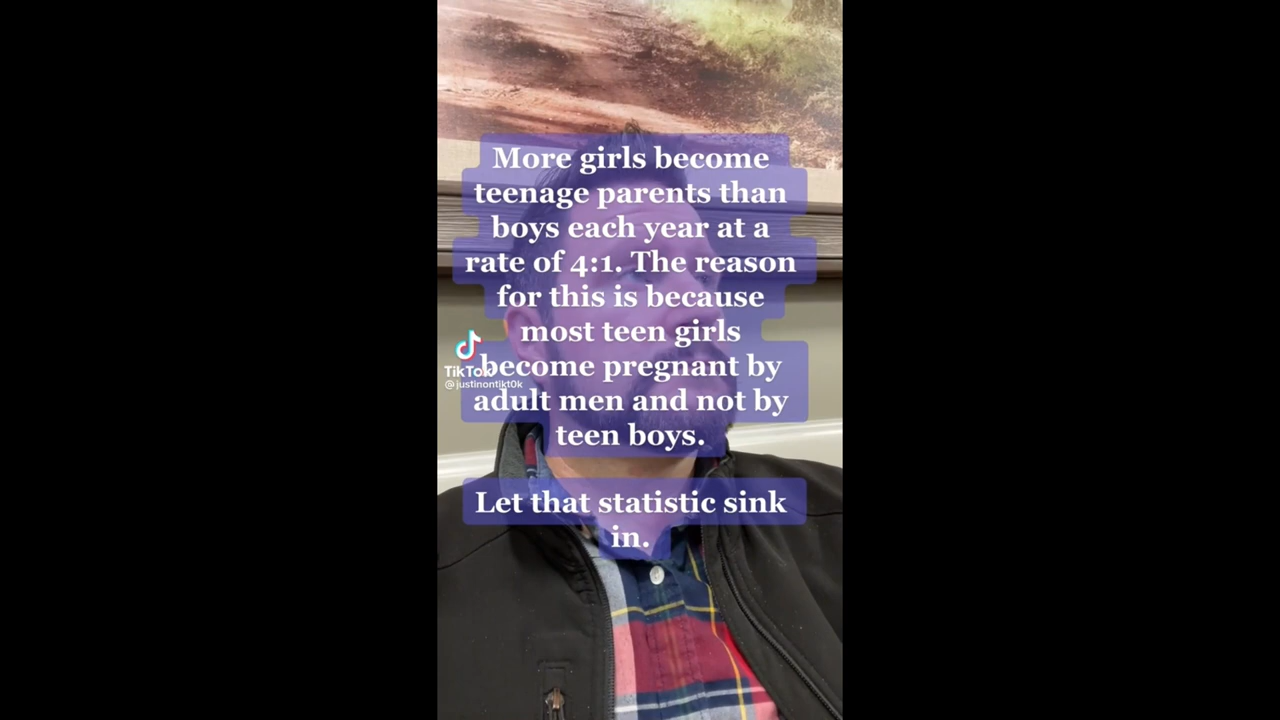 More girls become
teenage parents than
boys each year at a
rate of 4:1. The reason
for this is because
most teen girls
become pregnant by
adult men and not by
teen boys.
Let that statistic sink
in.
TikTok
@justinontikt0k